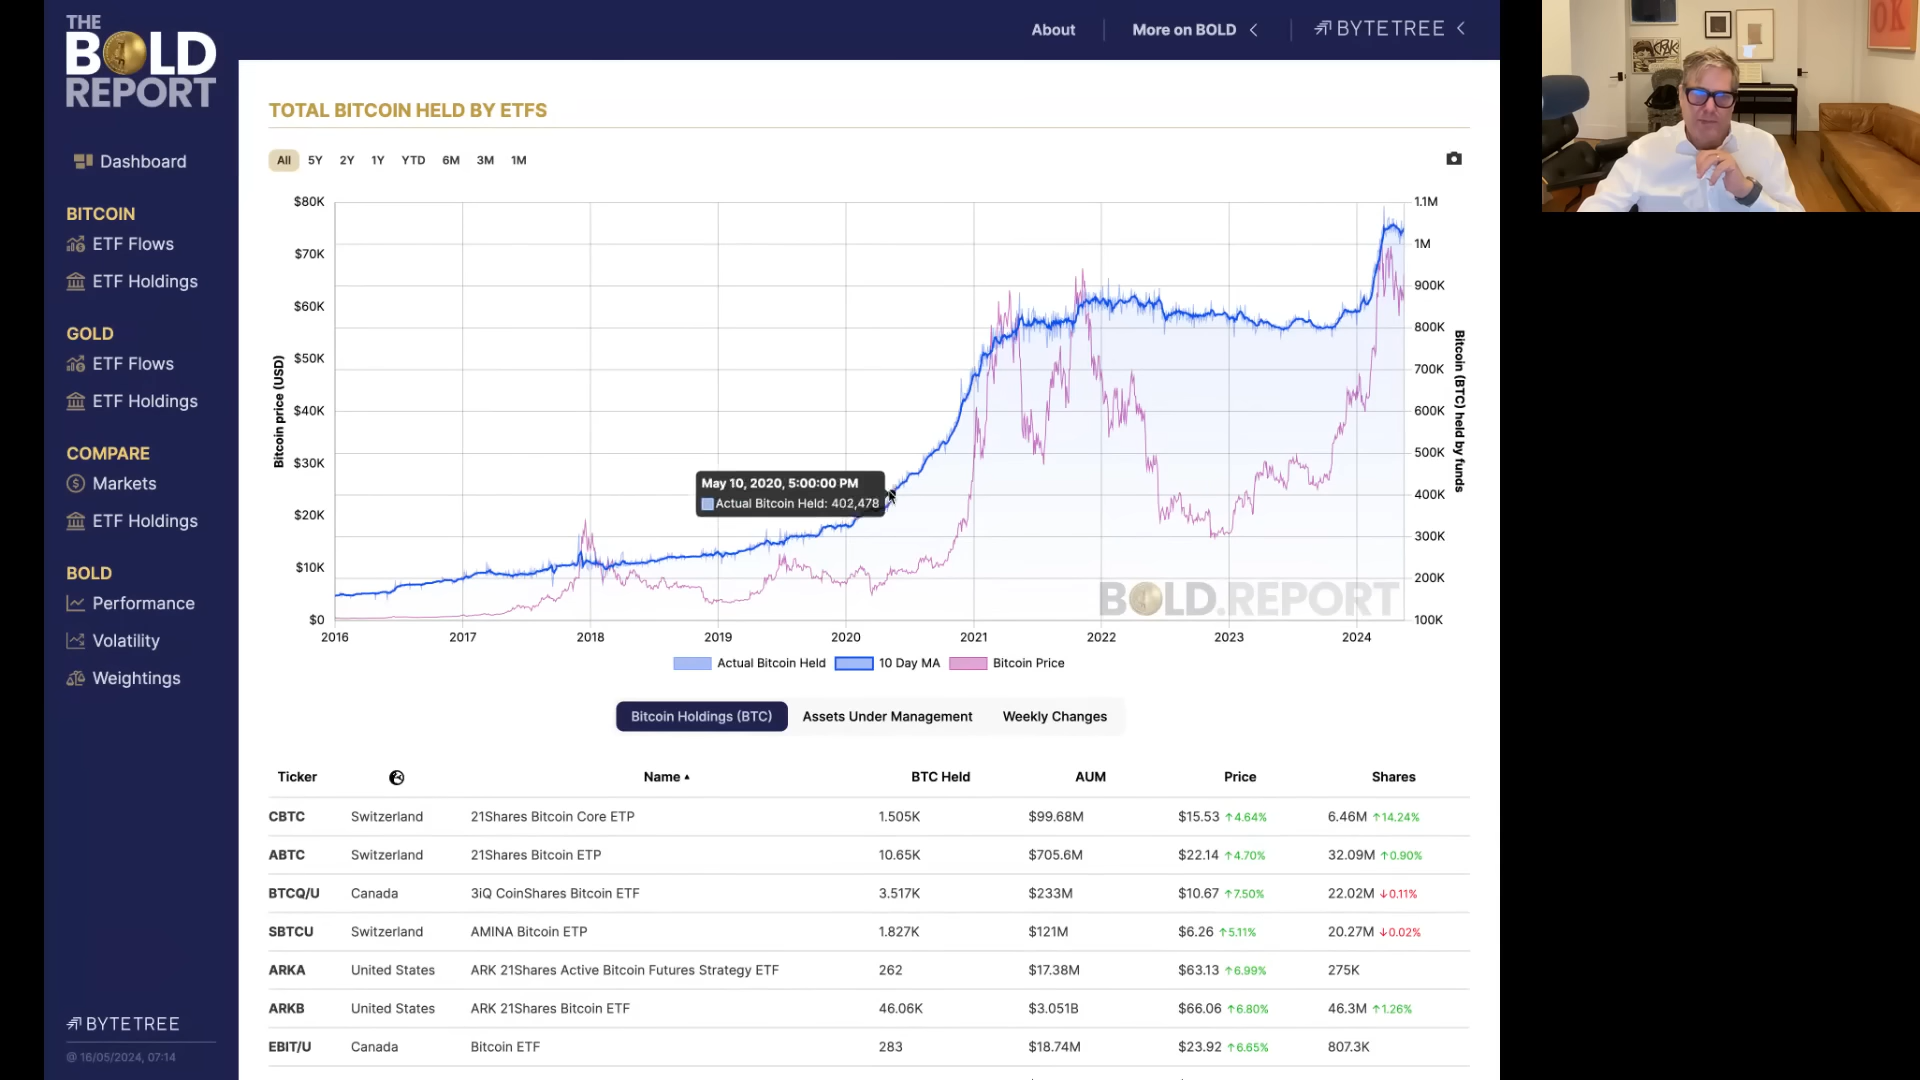 THE
BOLD
REPORT
About
More on BOLD
BYTETREE
Dashboard
BITCOIN
ETF Flows
ETF Holdings
GOLD
ETF Flows
ETF Holdings
COMPARE
Markets
ETF Holdings
BOLD
Performance
Volatility
Weightings
BYTETREE
@ 16/05/2024, 07:14
TOTAL BITCOIN HELD BY ETFS
All 5Y 2Y 1Y YTD 6M 3M 1M
$80K
$70K
$60K
$50K
$40K
$30K
$20K
$10K
$0
Bitcoin price (USD)
1.1M
1M
900K
800K
700K
600K
500K
400K
300K
200K
100K
Bitcoin (BTC) held by funds
May 10, 2020, 5:00:00 PM
Actual Bitcoin Held: 402,478
BOLD.REPORT
2016 2017 2018 2019 2020 2021 2022 2023 2024
Actual Bitcoin Held 10 Day MA Bitcoin Price
Bitcoin Holdings (BTC) Assets Under Management Weekly Changes
Ticker Name BTC Held AUM Price Shares
CBTC Switzerland 21Shares Bitcoin Core ETP 1.505K $99.68M $15.53 ↑4.64% 6.46M ↑14.24%
ABTC Switzerland 21Shares Bitcoin ETP 10.65K $705.6M $22.14 ↑4.70% 32.09M ↑0.90%
BTCQ/U Canada 3iQ CoinShares Bitcoin ETF 3.517K $233M $10.67 ↑7.50% 22.02M ↓0.11%
SBTCU Switzerland AMINA Bitcoin ETP 1.827K $121M $6.26 ↑5.11% 20.27M ↓0.02%
ARKA United States ARK 21Shares Active Bitcoin Futures Strategy ETF 262 $17.38M $63.13 ↑6.99% 275K
ARKB United States ARK 21Shares Bitcoin ETF 46.06K $3.051B $66.06 ↑6.80% 46.3M ↑1.26%
EBIT/U Canada Bitcoin ETF 283 $18.74M $23.92 ↑6.65% 807.3K
OK